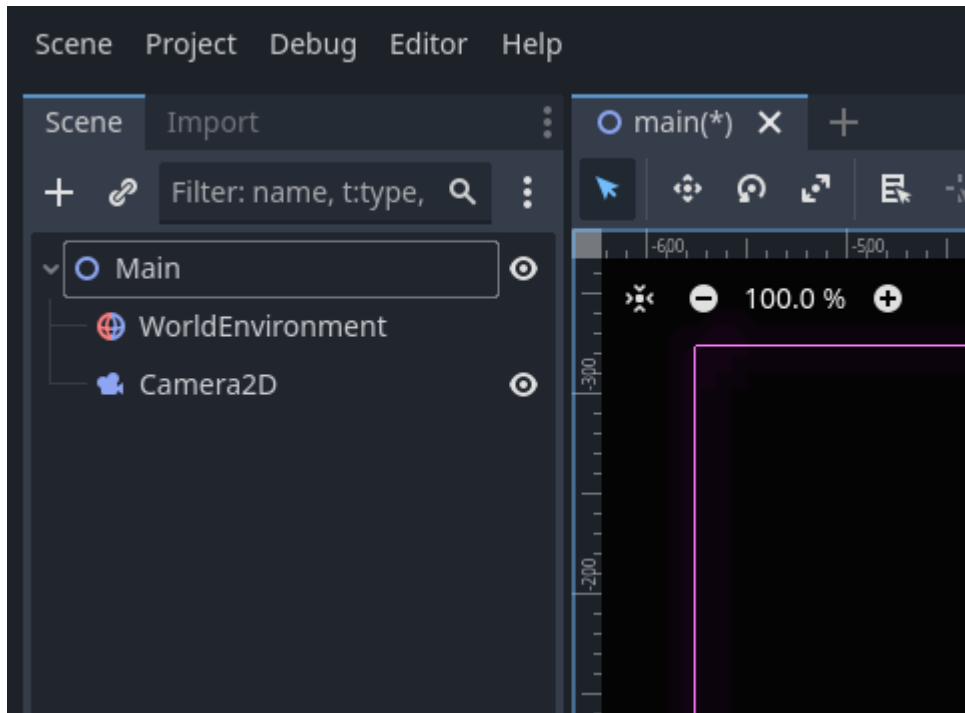 Scene Project Debug Editor Help
Scene Import
main(*)
Filter: name, t:type,
-600 -500
Main
100.0 %
WorldEnvironment
-300
Camera2D
-200